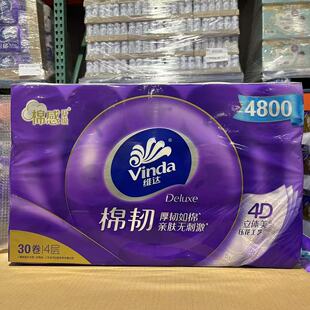 棉感
4800
Vinda
维达
Deluxe
棉韧
厚韧如棉
亲肤无刺激
4D
立体美
压花工艺
30卷 4层